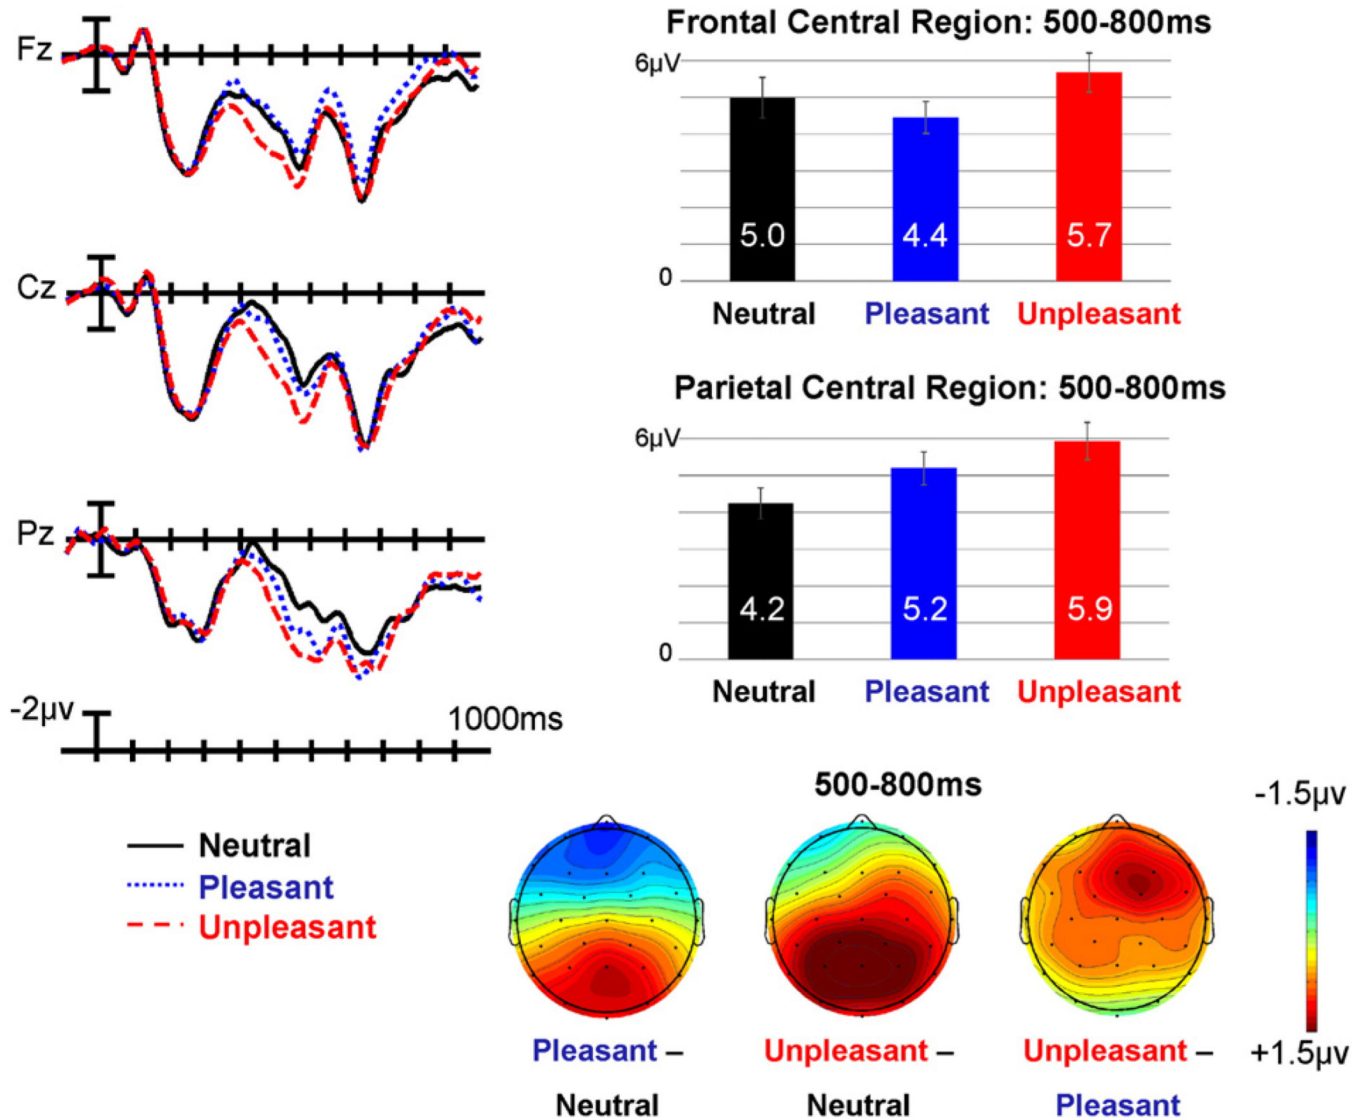 Fz
Cz
Pz
-2μv
1000ms
Neutral
Pleasant
Unpleasant
Frontal Central Region: 500-800ms
6μV
0
5.0
4.4
5.7
Neutral
Pleasant
Unpleasant
Parietal Central Region: 500-800ms
6μV
0
4.2
5.2
5.9
Neutral
Pleasant
Unpleasant
500-800ms
-1.5μv
+1.5μv
Pleasant –
Neutral
Unpleasant –
Neutral
Unpleasant –
Pleasant